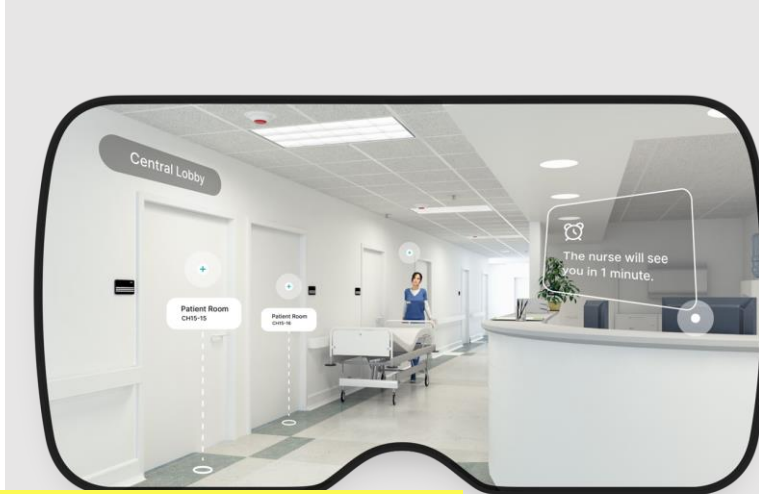 Central Lobby
Patient Room
CH15-15
Patient Room
CH15-16
The nurse will see
you in 1 minute.